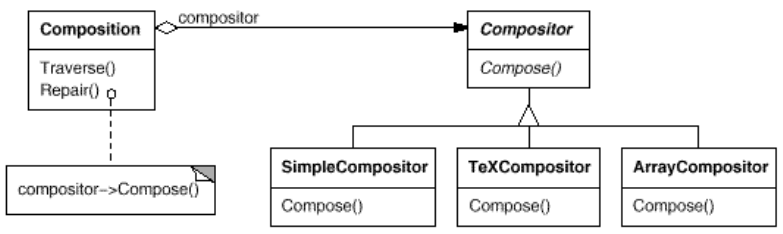 Composition
Traverse()
Repair()
compositor
Compositor
Compose()
compositor->Compose()
SimpleCompositor
Compose()
TeXCompositor
Compose()
ArrayCompositor
Compose()